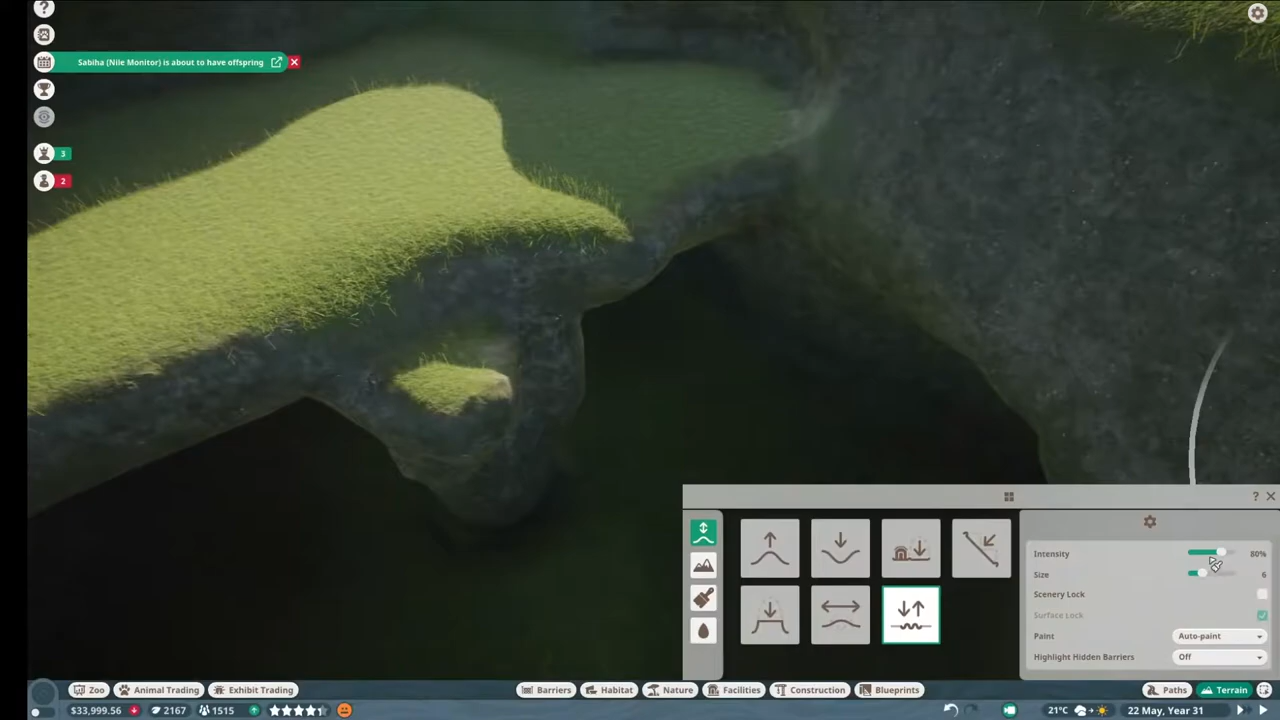 ?
Sabiha (Nile Monitor) is about to have offspring
3
2
?
Intensity 80%
Size 6
Scenery Lock
Surface Lock
Paint Auto-paint
Highlight Hidden Barriers Off
Zoo Animal Trading Exhibit Trading Barriers Habitat Nature Facilities Construction Blueprints Paths Terrain
$33,999.56 2167 1515 21°C 22 May, Year 31